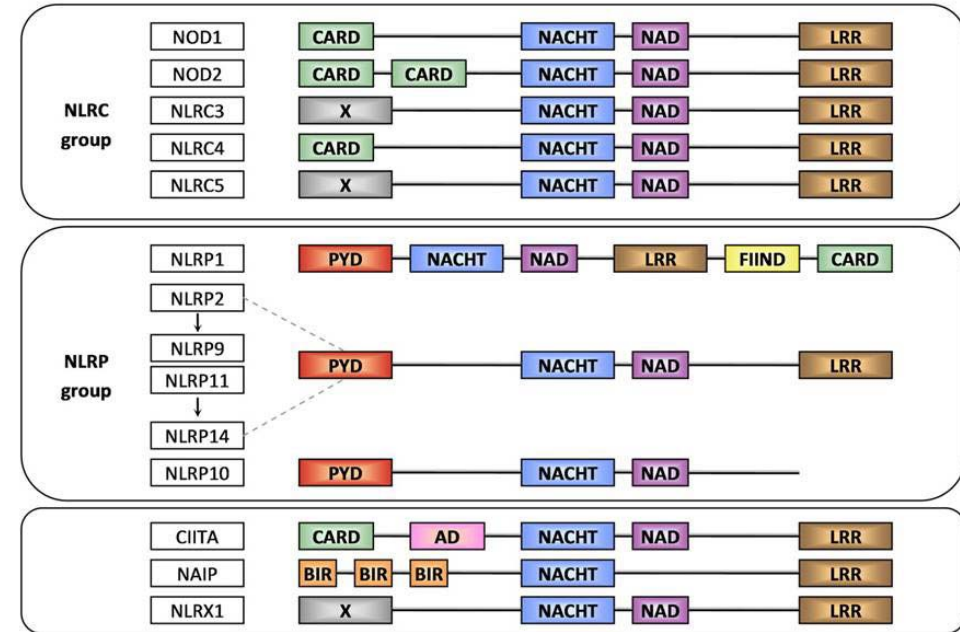 NLRC
group
NOD1 CARD NACHT NAD LRR
NOD2 CARD CARD NACHT NAD LRR
NLRC3 X NACHT NAD LRR
NLRC4 CARD NACHT NAD LRR
NLRC5 X NACHT NAD LRR
NLRP
group
NLRP1 PYD NACHT NAD LRR FIIND CARD
NLRP2
NLRP9
PYD NACHT NAD LRR
NLRP11
NLRP14
NLRP10 PYD NACHT NAD
CIITA CARD AD NACHT NAD LRR
NAIP BIR BIR BIR NACHT LRR
NLRX1 X NACHT NAD LRR